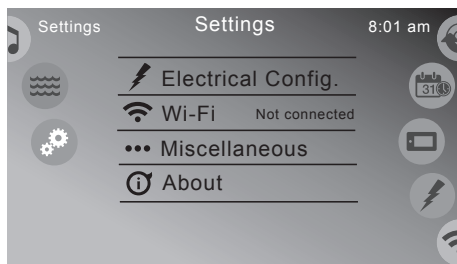 Settings
Settings
8:01 am
Electrical Config.
31
Wi-Fi Not connected
Miscellaneous
About